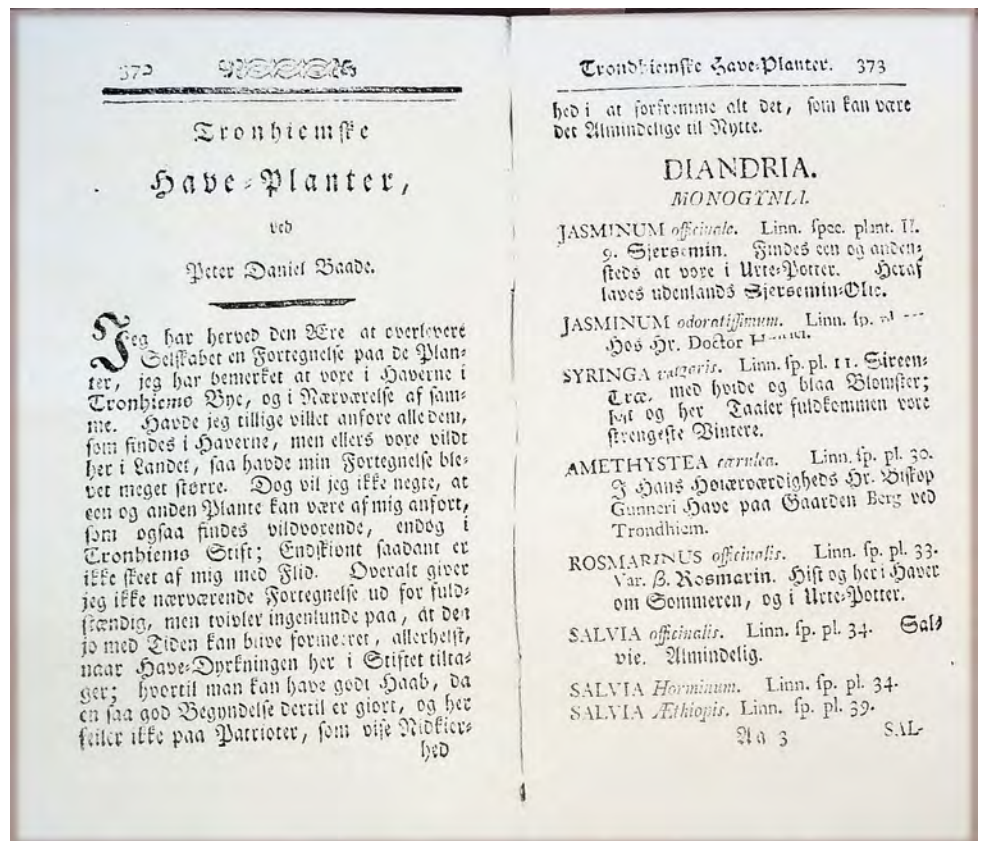 372
Tronhiemske
Have-Planter,
ved
Peter Daniel Baade.
Jeg har herved den Ære at overlevere
Selskabet en Fortegnelse paa de Plan-
ter, jeg har bemerket at vore i Haverne i
Tronhiems Bye, og i Nærværelse af sam-
me. Havde jeg tillige villet anføre alle dem,
som findes i Haverne, men ellers vore vildt
her i Landet, saa havde min Fortegnelse ble-
vet meget større. Dog vil jeg ikke negte, at
een og anden Plante kan være af mig anført,
som ogsaa findes vildvorende, endog i
Tronhiems Stift; Endskiønt saadant er
ikke skeet af mig med Flid. Overalt giver
jeg ikke nærværende Fortegnelse ud for fuld-
stændig, men tvivler ingenlunde paa, at den
jo med Tiden kan blive formeeret, allerhelst,
naar Have-Dyrkningen her i Stiftet tilta-
ger; hvortil man kan have godt Haab, da
en saa god Begyndelse dertil er giort, og her
feiler ikke paa Patrioter, som vise Nidkier-
hed
Trondhiemske Have-Planter. 373
hed i at forfremme alt det, som kan være
det Almindelige til Nytte.
DIANDRIA.
MONOGYNIA.
JASMINUM officinale. Linn. spec. plant. II.
9. Sjersemin. Findes een og anden-
steds at vore i Urte-Potter. Heraf
laves udenlands Sjersemin-Olie.
JASMINUM odoratissimum. Linn. sp.
Hos Hr. Doctor
SYRINGA vulgaris. Linn. sp. pl. 11. Sireen-
Træ. med hvide og blaa Blomster;
hist og her Taaler fuldkommen vore
strengeste Vintere.
AMETHYSTEA cærulea. Linn. sp. pl. 30.
I Hans Høiærværdigheds Hr. Biskop
Gunneri Have paa Gaarden Berg ved
Trondhiem.
ROSMARINUS officinalis. Linn. sp. pl. 33.
Var. β. Rosmarin. Hist og her i Haver
om Sommeren, og i Urte-Potter.
SALVIA officinalis. Linn. sp. pl. 34. Sal-
vie. Almindelig.
SALVIA Horminum. Linn. sp. pl. 34.
SALVIA Æthiopis. Linn. sp. pl. 39.
Aa 3 SAL-